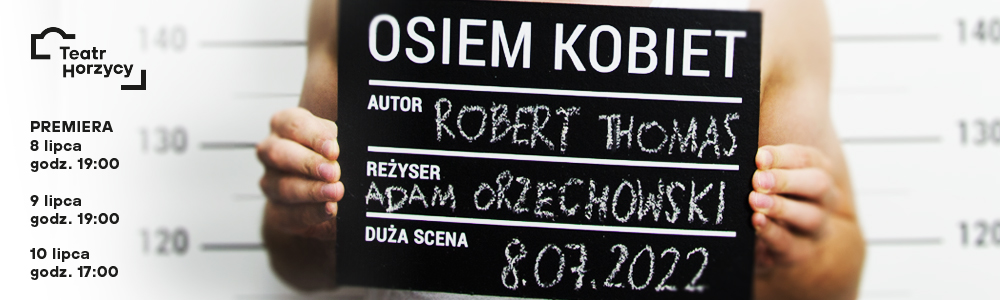 Teatr
Horzycy
PREMIERA
8 lipca
godz. 19:00
9 lipca
godz. 19:00
10 lipca
godz. 17:00
140
130
120
OSIEM KOBIET
AUTOR ROBERT THOMAS
REŻYSER
ADAM ORZECHOWSKI
DUŻA SCENA
8.07.2022
140
130
120